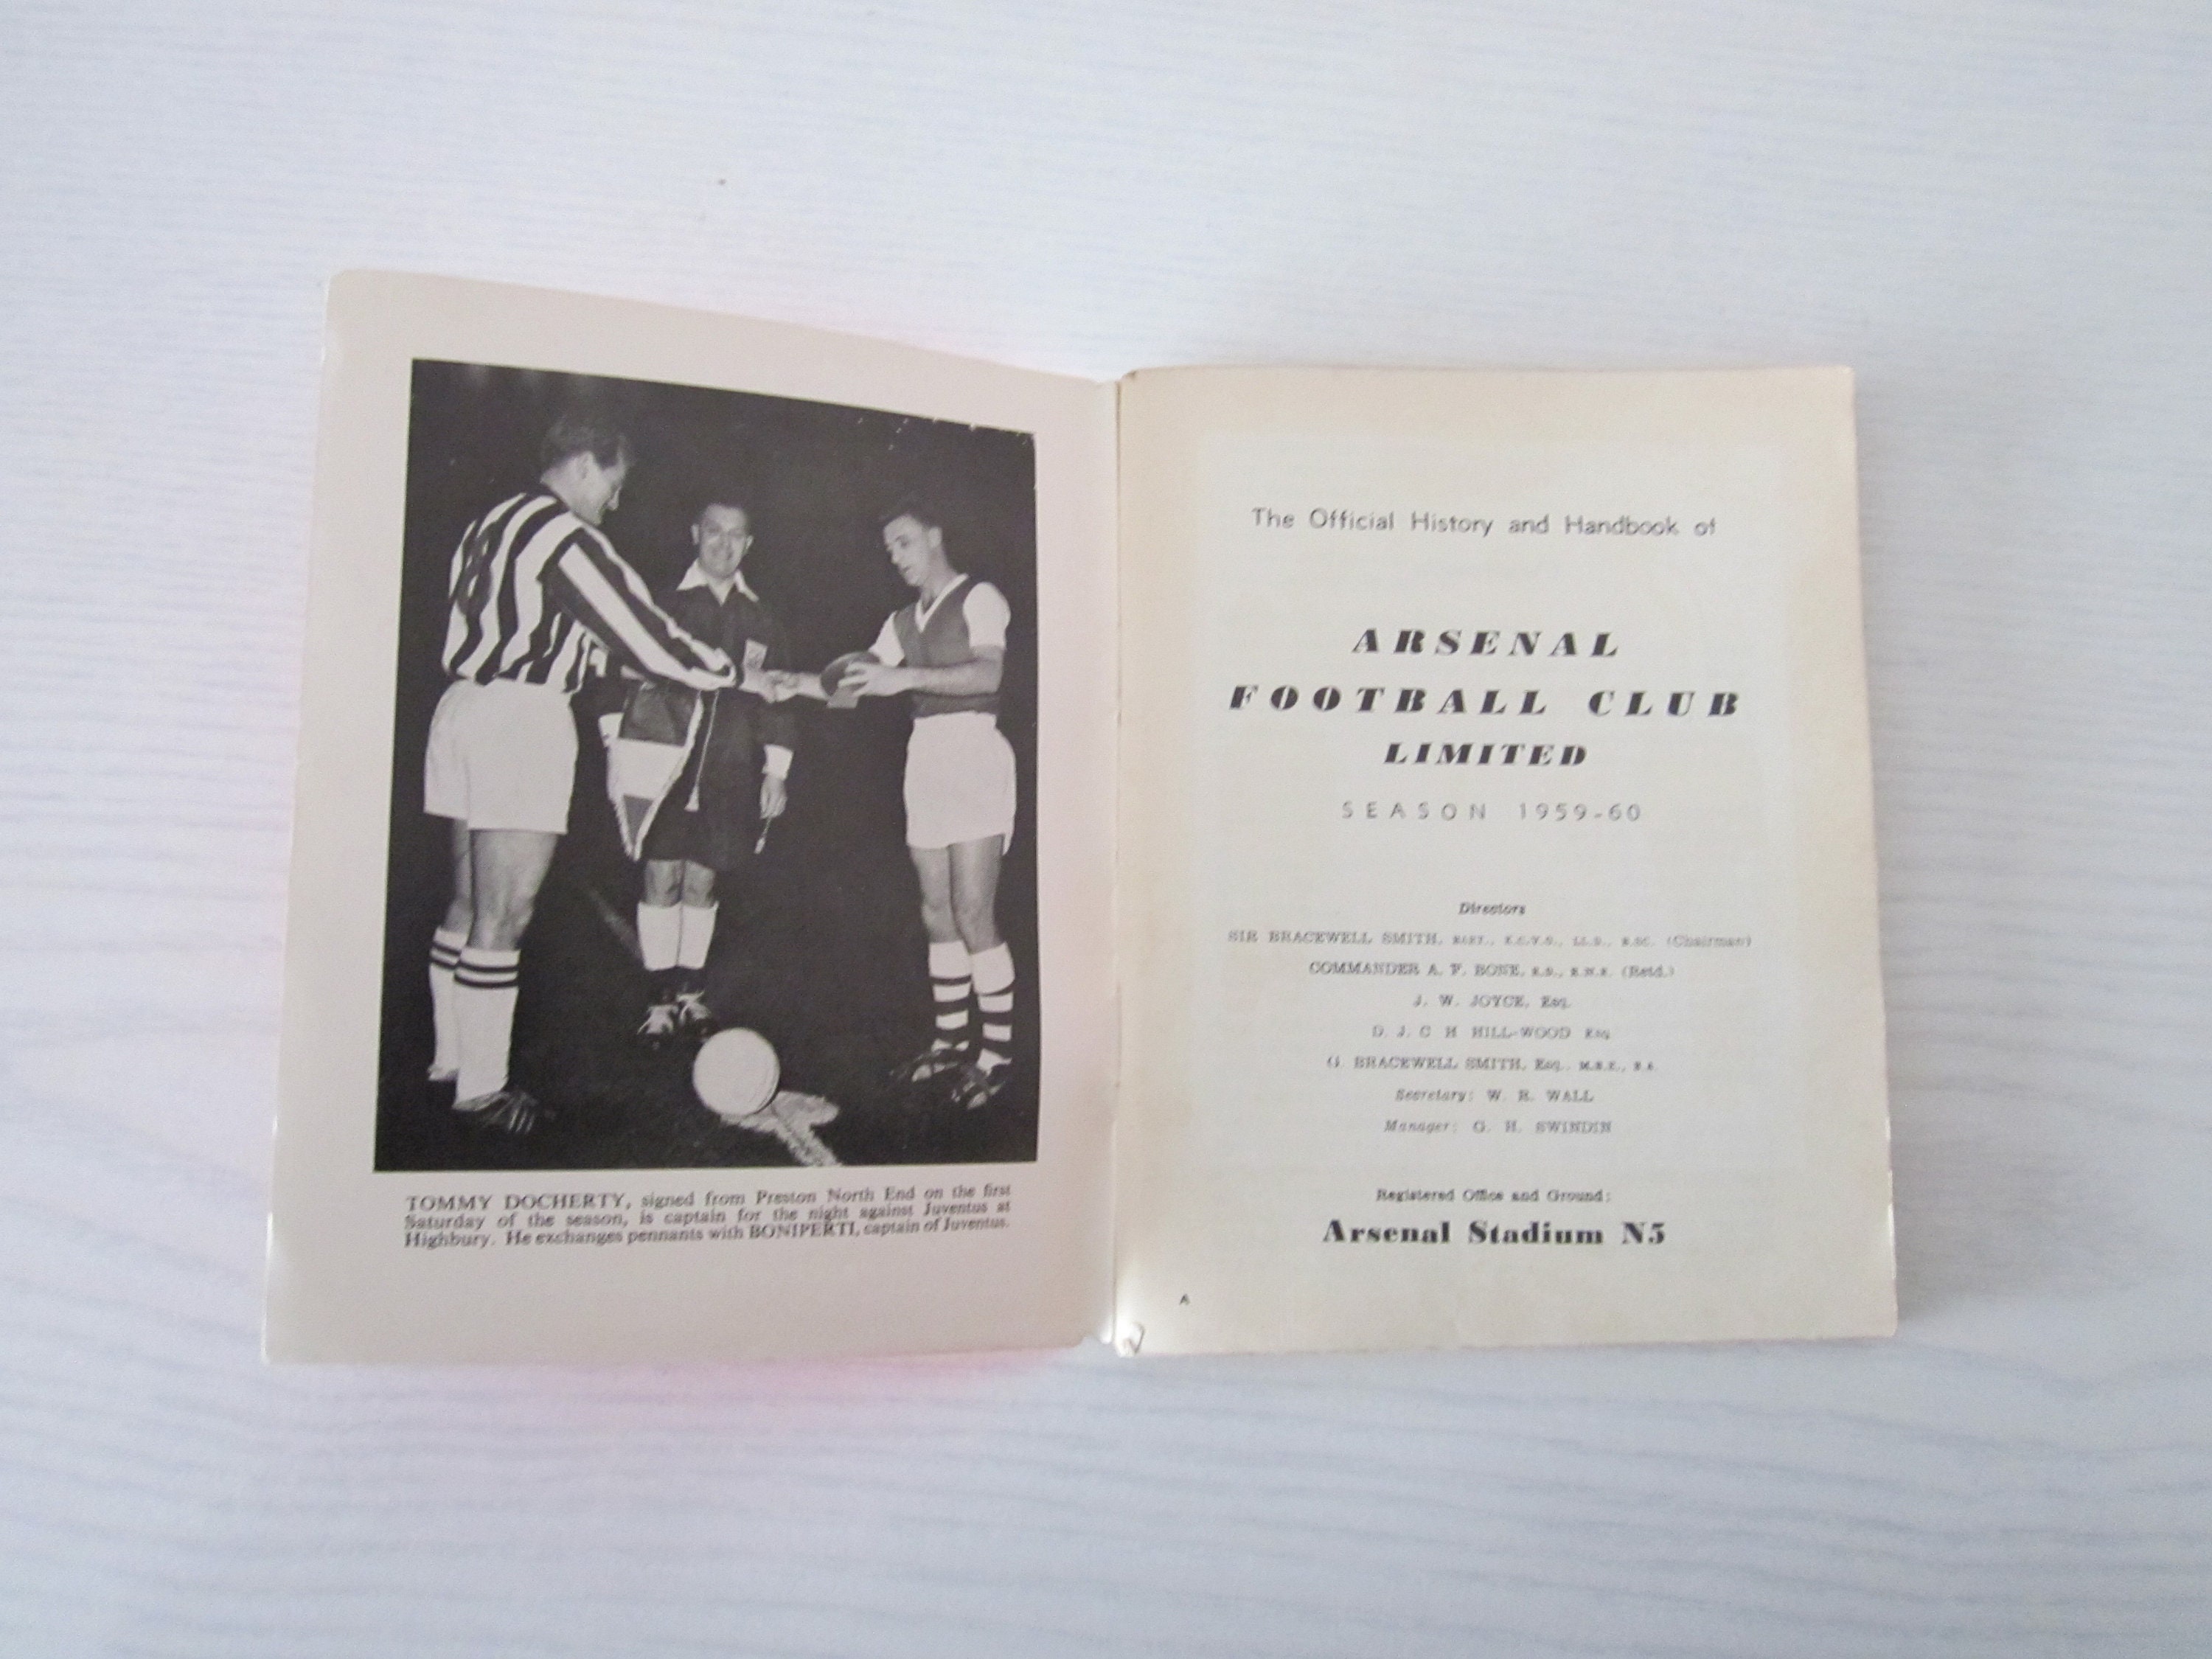 TOMMY DOCHERTY, signed from Preston North End on the first
Saturday of the season, is captain for the night against Juventus at
Highbury. He exchanges pennants with BONIPERTI, captain of Juventus.
The Official History and Handbook of
ARSENAL
FOOTBALL CLUB
LIMITED
SEASON 1959-60
Directors
SIR BRACEWELL SMITH, BART., K.C.V.O., LL.D., B.SC. (Chairman)
COMMANDER A. F. BONE, R.D., R.N.R. (Retd.)
J. W. JOYCE, Esq.
D. J. C. H. HILL-WOOD Esq.
G. BRACEWELL SMITH, Esq., M.B.E., B.A.
Secretary: W. R. WALL
Manager: G. H. SWINDIN
Registered Office and Ground:
Arsenal Stadium N5
A